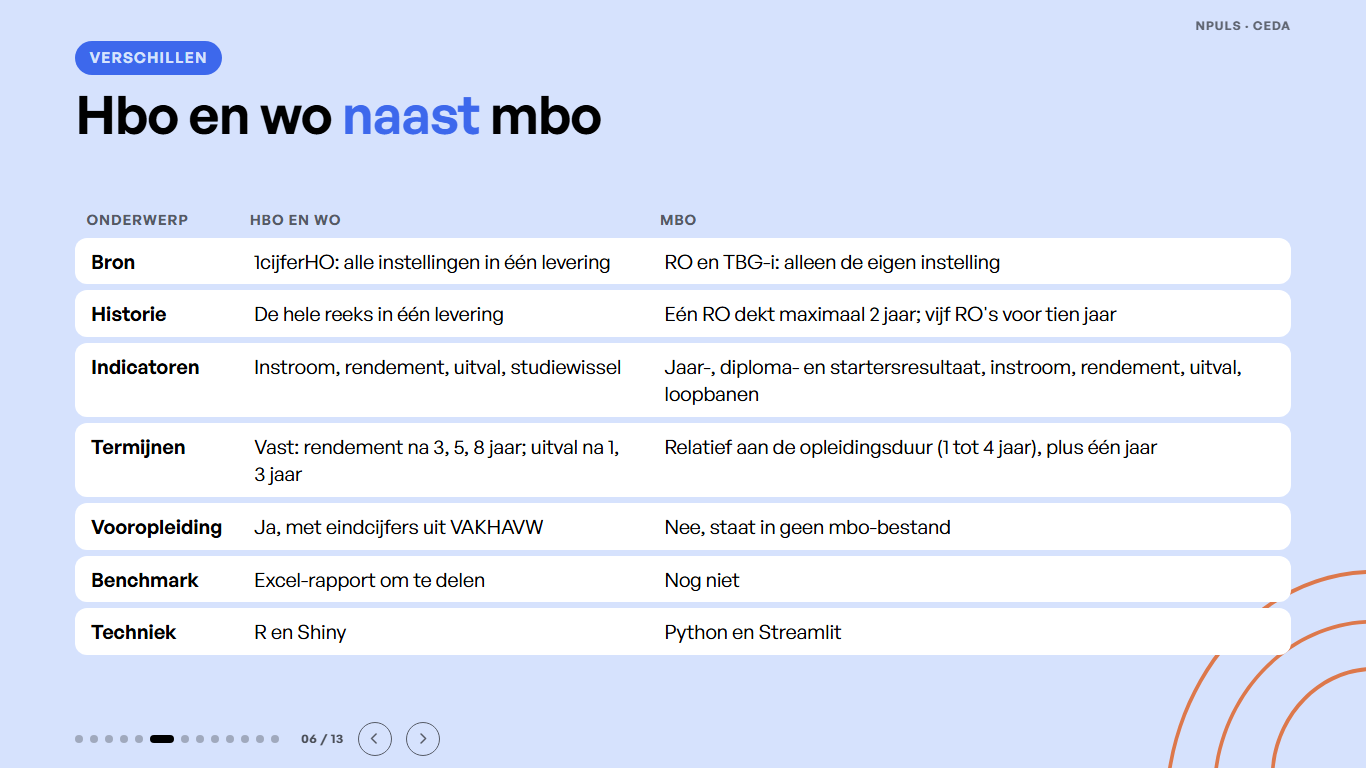 NPULS · CEDA
VERSCHILLEN
Hbo en wo naast mbo
ONDERWERP HBO EN WO MBO
Bron 1cijferHO: alle instellingen in één levering RO en TBG-i: alleen de eigen instelling
Historie De hele reeks in één levering Eén RO dekt maximaal 2 jaar; vijf RO's voor tien jaar
Indicatoren Instroom, rendement, uitval, studiewissel Jaar-, diploma- en startersresultaat, instroom, rendement, uitval,
loopbanen
Termijnen Vast: rendement na 3, 5, 8 jaar; uitval na 1, Relatief aan de opleidingsduur (1 tot 4 jaar), plus één jaar
3 jaar
Vooropleiding Ja, met eindcijfers uit VAKHAVW Nee, staat in geen mbo-bestand
Benchmark Excel-rapport om te delen Nog niet
Techniek R en Shiny Python en Streamlit
06 / 13